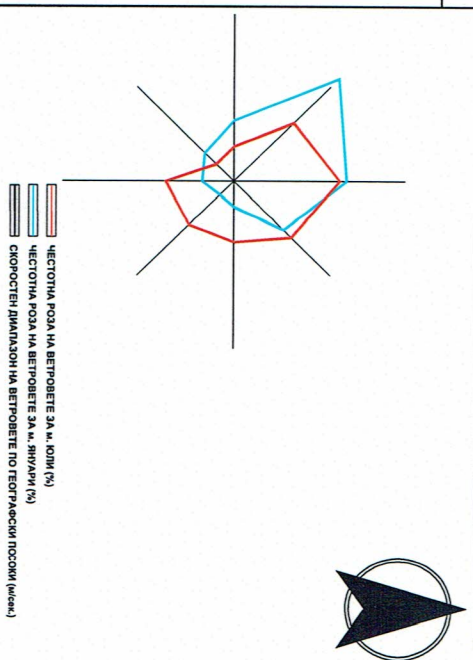 ЧЕСТОТНА РОЗА НА ВЕТРОВЕТЕ ЗА м. ЮЛИ (%)
ЧЕСТОТНА РОЗА НА ВЕТРОВЕТЕ ЗА м. ЯНУАРИ (%)
СКОРОСТЕН ДИАПАЗОН НА ВЕТРОВЕТЕ ПО ГЕОГРАФСКИ ПОСОКИ (м/сек.)